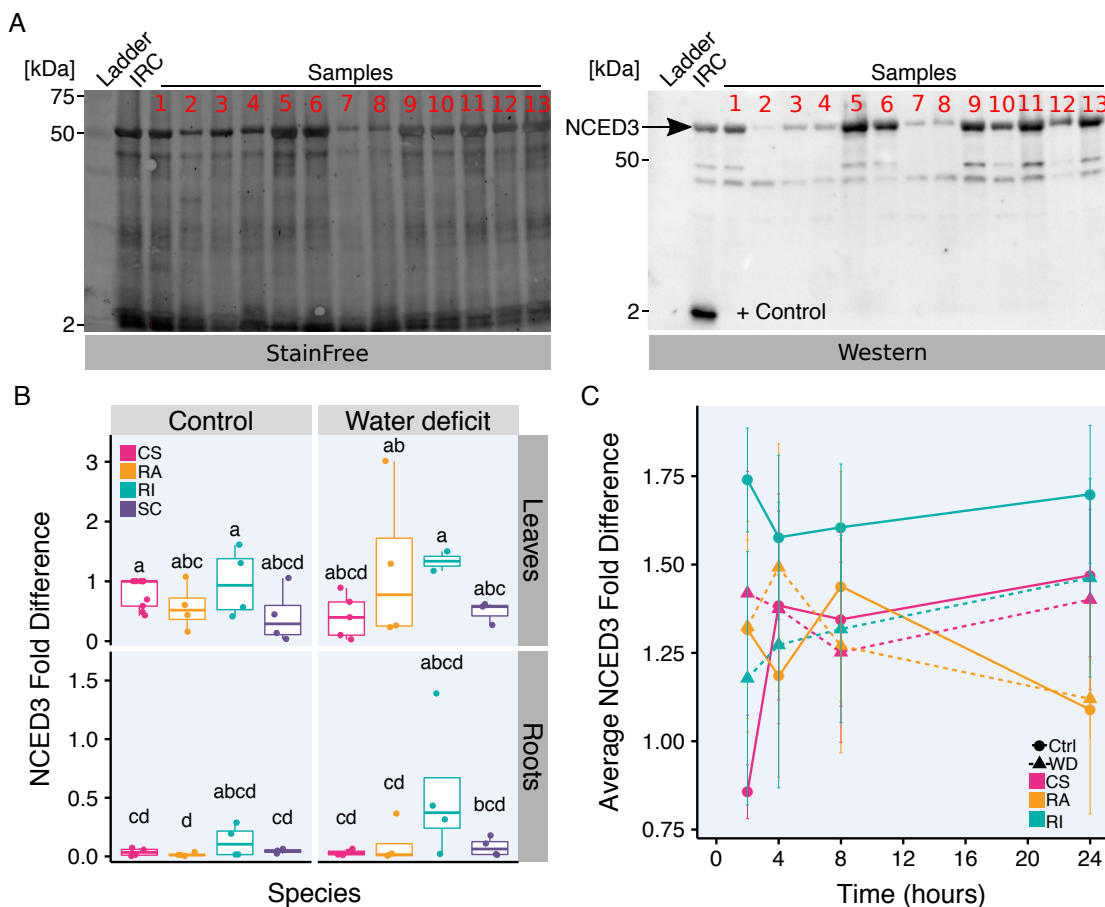 A
[kDa]
Ladder
IRC
Samples
75
50
2
1 2 3 4 5 6 7 8 9 10 11 12 13
StainFree
[kDa]
Ladder
IRC
Samples
NCED3
50
2
1 2 3 4 5 6 7 8 9 10 11 12 13
+ Control
Western
B
Control
Water deficit
CS
RA
RI
SC
Leaves
Roots
NCED3 Fold Difference
3
2
1
0
a abc a abcd
abcd ab a abc
1.5
1.0
0.5
0.0
cd d abcd cd
cd cd abcd bcd
Species
C
Average NCED3 Fold Difference
1.75
1.50
1.25
1.00
0.75
Ctrl
WD
CS
RA
RI
0 4 8 12 16 20 24
Time (hours)